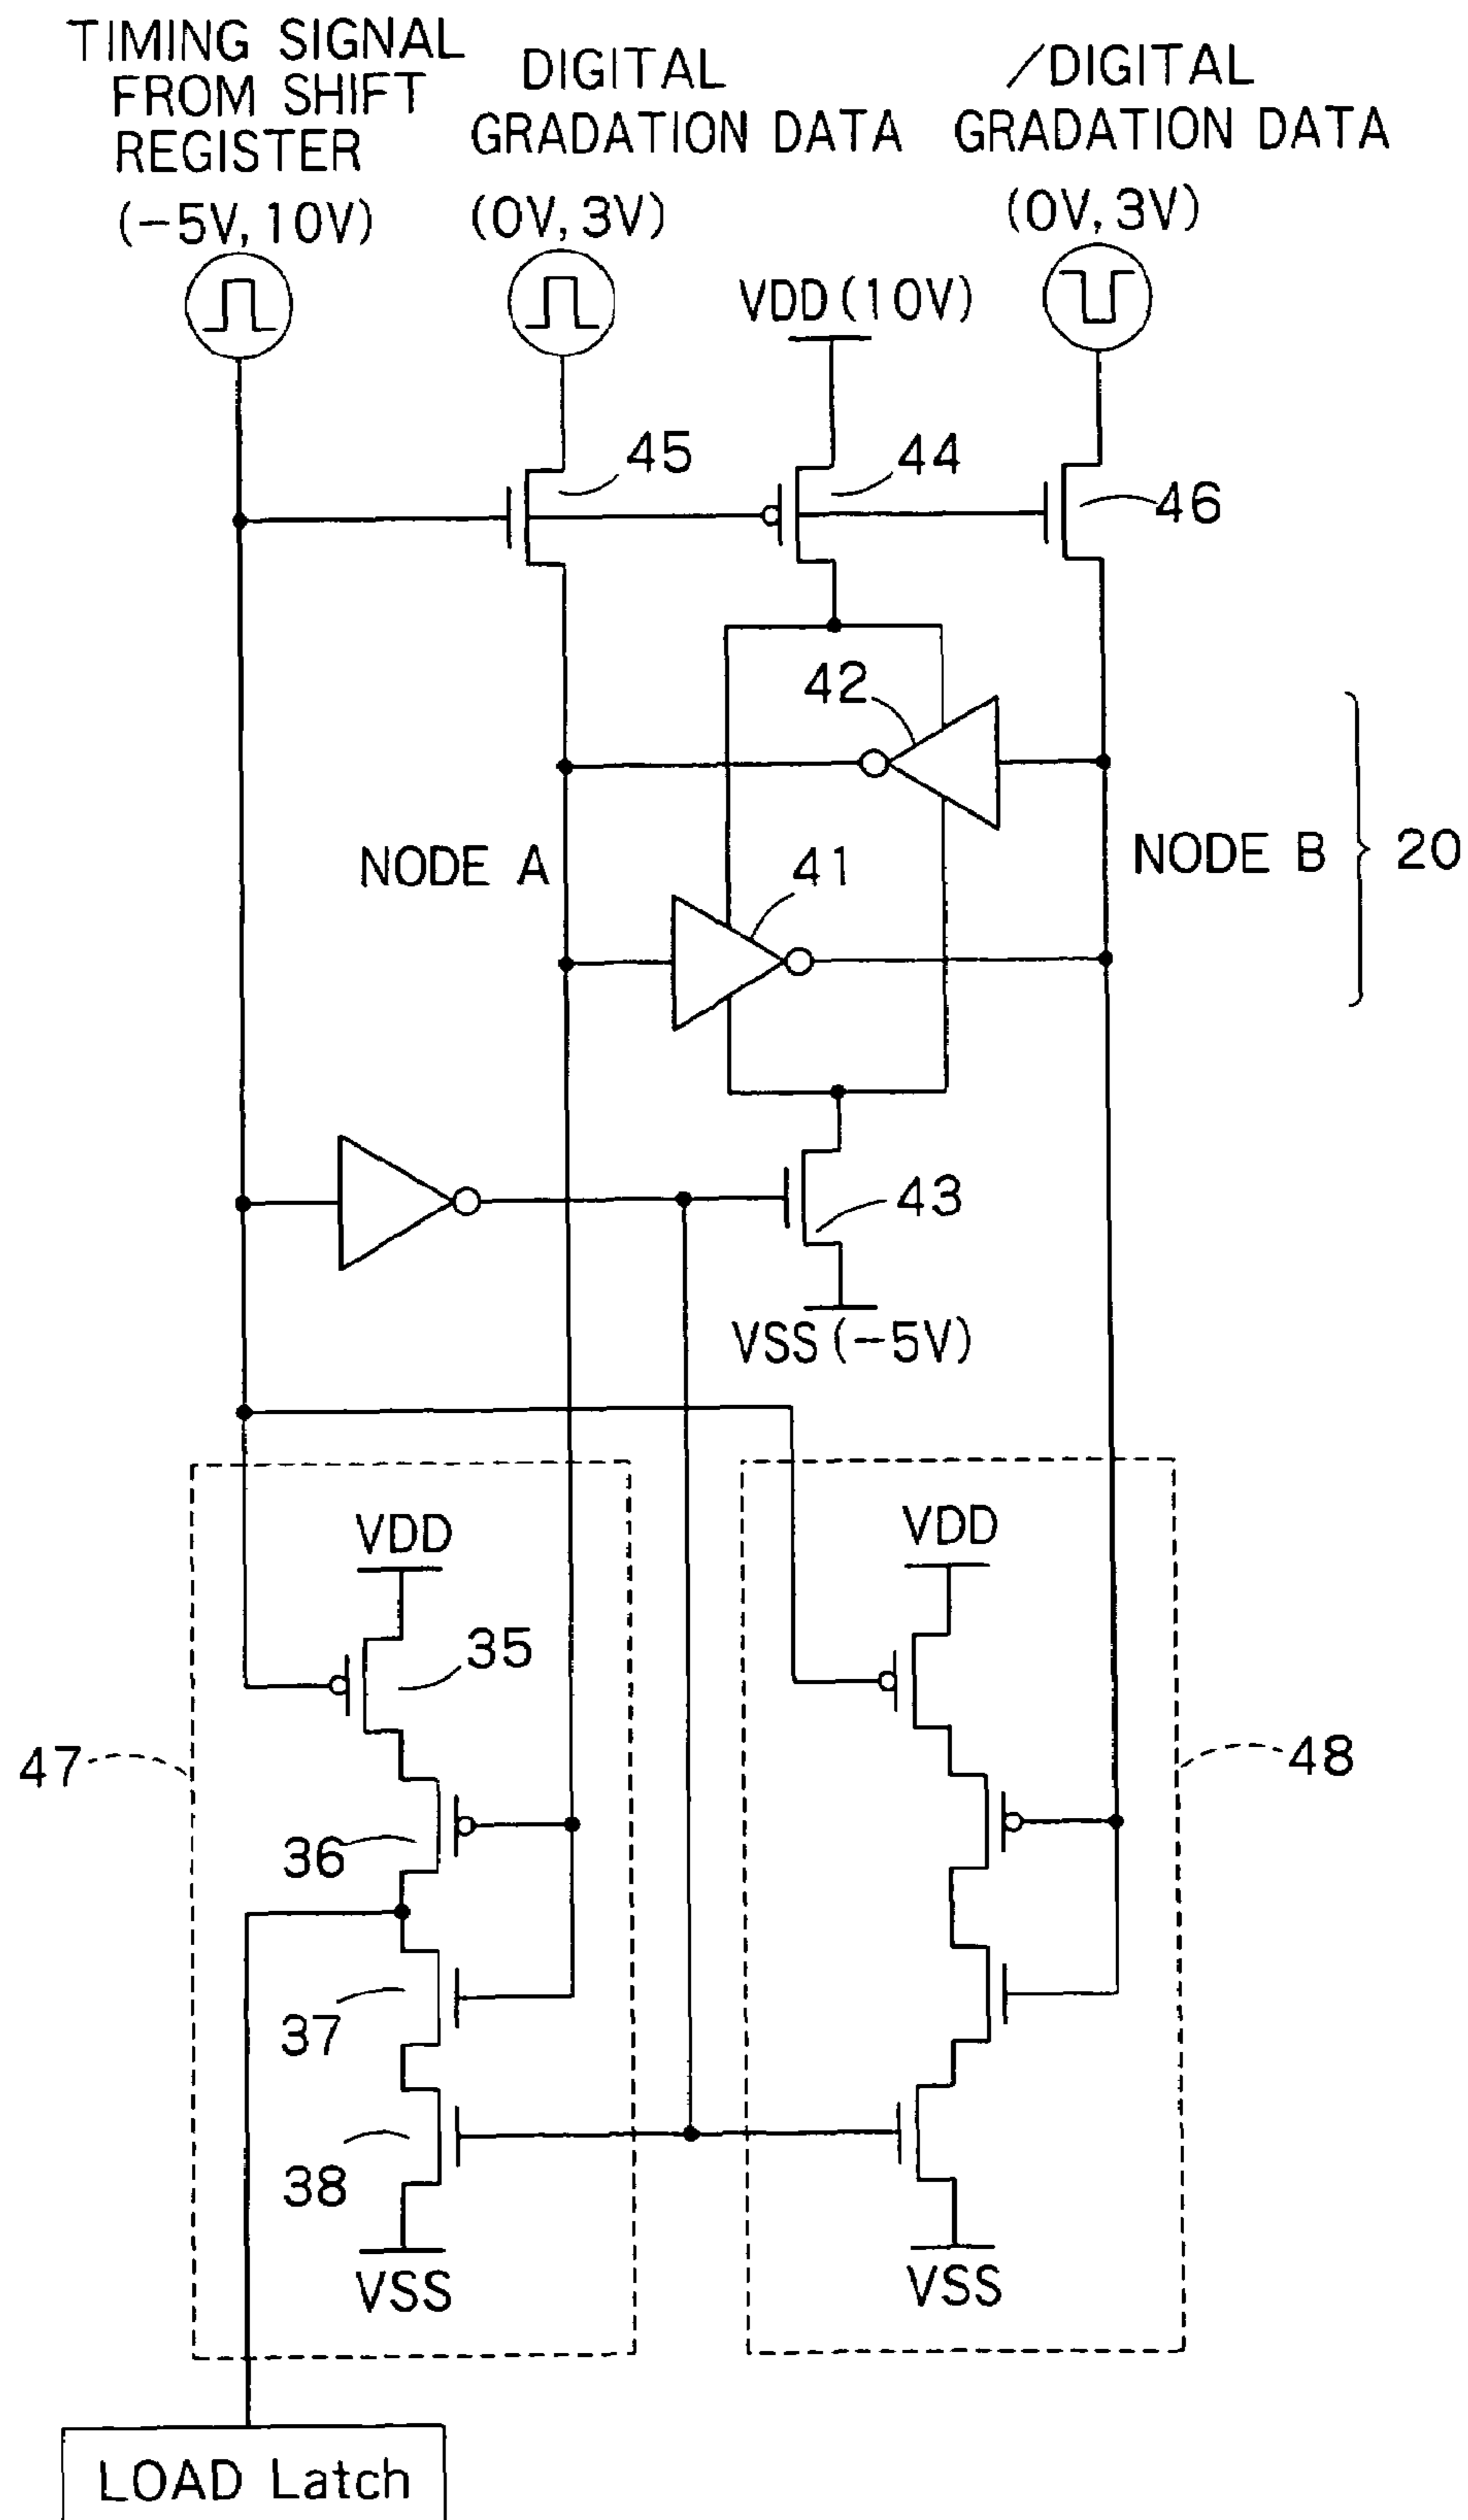 TIMING SIGNAL
FROM SHIFT
REGISTER
(−5V, 10V)
DIGITAL
GRADATION DATA
(0V, 3V)
/DIGITAL
GRADATION DATA
(0V, 3V)
VDD (10V)
45
44
46
42
NODE A
41
NODE B
20
43
VSS (−5V)
VDD
VDD
35
47
48
36
37
38
VSS
VSS
LOAD Latch